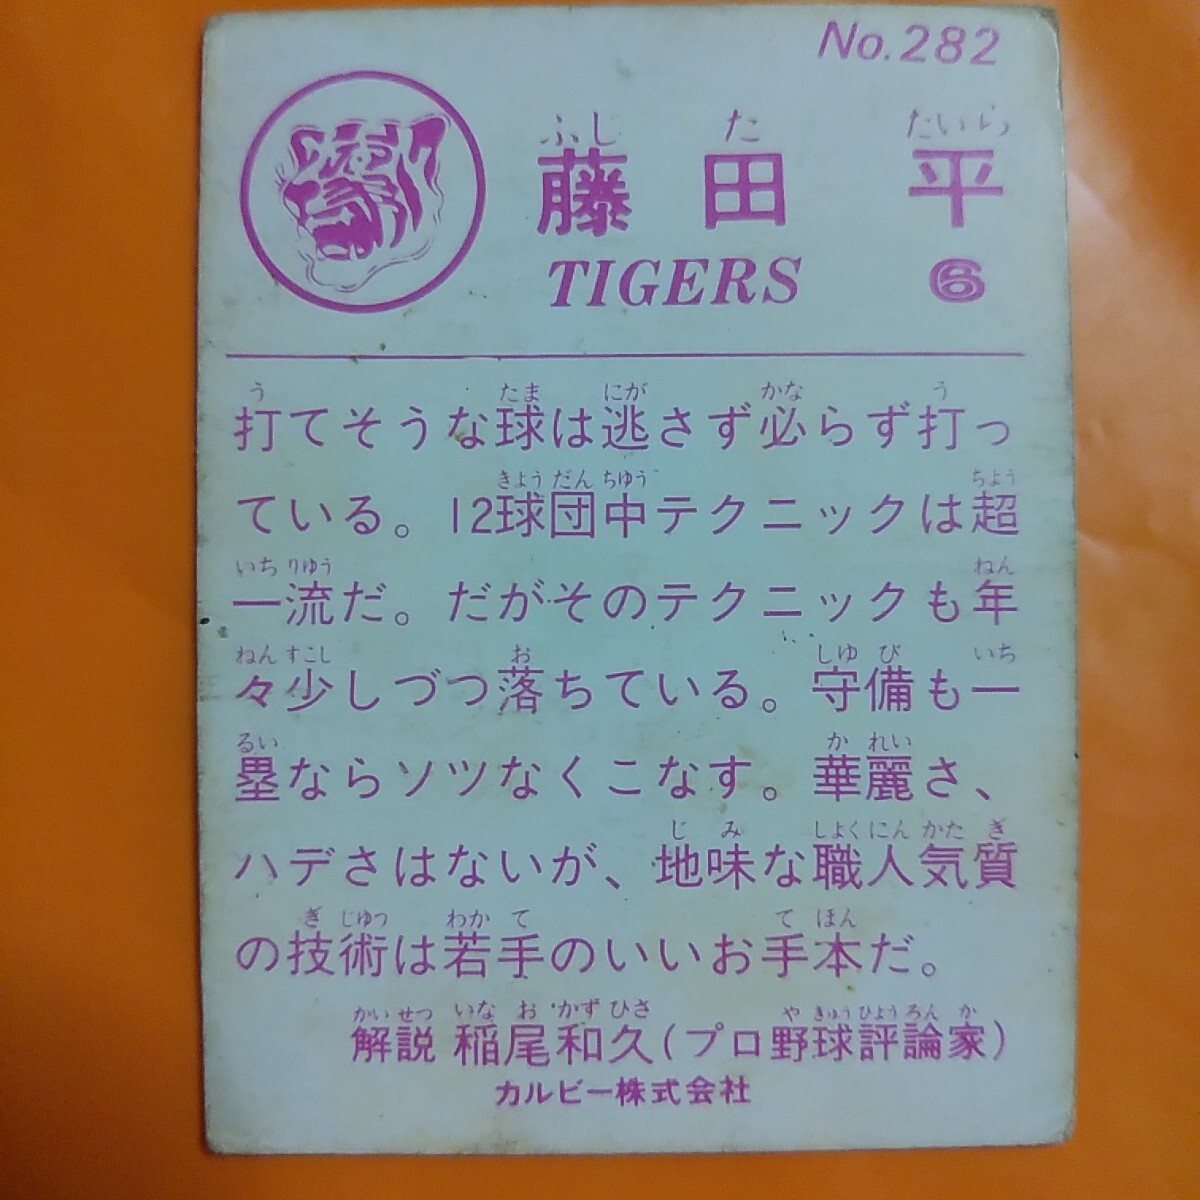 No.282
ふじ た たいら
藤田 平
TIGERS 6
う たま にが かな う
打てそうな球は逃さず必らず打っ
きよう だん ちゆう ちよう
ている。12球団中テクニックは超
いち りゆう ねん
一流だ。だがそのテクニックも年
ねん すこし お しゆ び いち
々少しづつ落ちている。守備も一
るい か れい
塁ならソツなくこなす。華麗さ、
じ み しよく にん かた ぎ
ハデさはないが、地味な職人気質
ぎ じゆつ わか て て ほん
の技術は若手のいいお手本だ。
かい せつ いな お かず ひさ や きゆう ひよう ろん か
解説 稲尾和久(プロ野球評論家)
カルビー株式会社